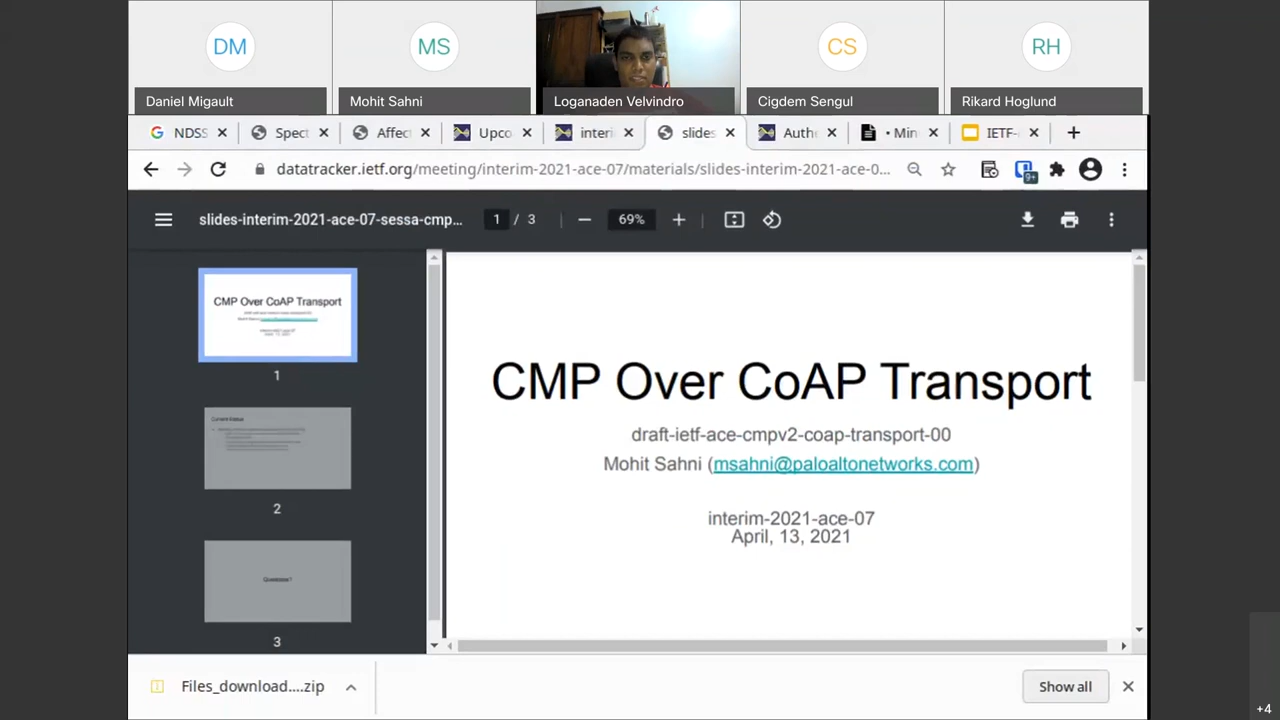 DM
MS
CS
RH
Daniel Migault
Mohit Sahni
Loganaden Velvindro
Cigdem Sengul
Rikard Hoglund
NDSS
Spect
Affec
Upco
interi
slides
Authe
• Min
IETF-
datatracker.ietf.org/meeting/interim-2021-ace-07/materials/slides-interim-2021-ace-0...
9+
slides-interim-2021-ace-07-sessa-cmp...
1 / 3
69%
CMP Over CoAP Transport
1
Current Status
2
Questions?
3
CMP Over CoAP Transport
draft-ietf-ace-cmpv2-coap-transport-00
Mohit Sahni (msahni@paloaltonetworks.com)
interim-2021-ace-07
April, 13, 2021
Files_download....zip
Show all
+4